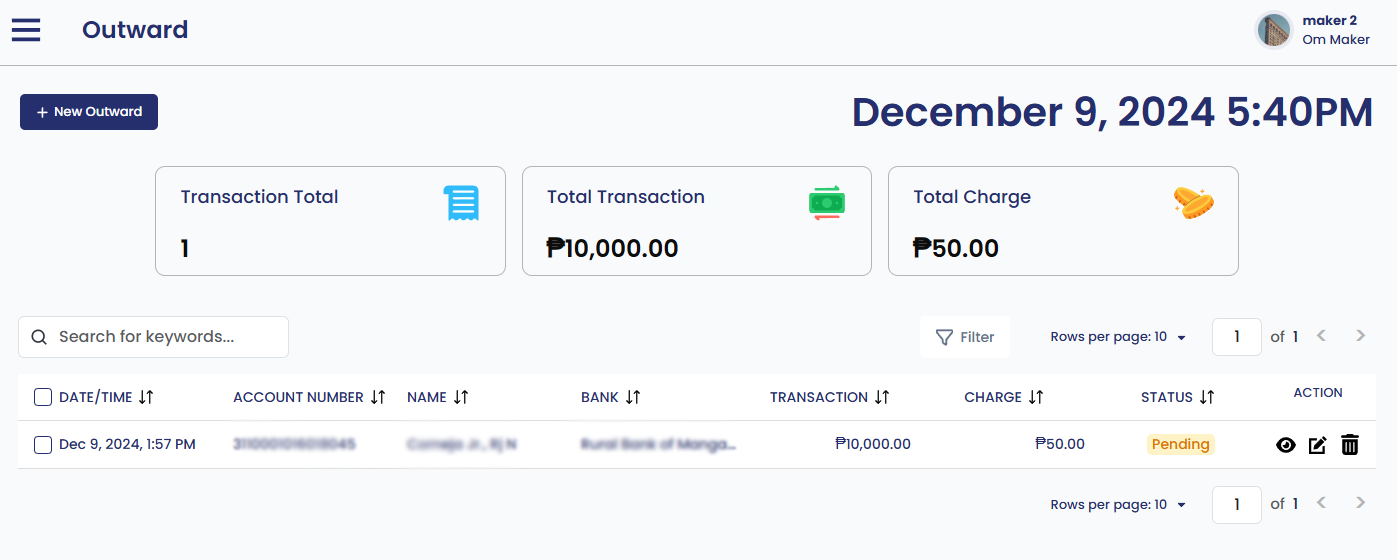 Outward
maker 2
Om Maker
+ New Outward
December 9, 2024 5:40PM
Transaction Total
1
Total Transaction
₱10,000.00
Total Charge
₱50.00
Search for keywords...
Filter
Rows per page: 10
1 of 1
DATE/TIME ACCOUNT NUMBER NAME BANK TRANSACTION CHARGE STATUS ACTION
Dec 9, 2024, 1:57 PM ₱10,000.00 ₱50.00 Pending
Rows per page: 10
1 of 1